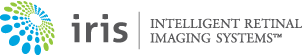 iris
INTELLIGENT RETINAL
IMAGING SYSTEMS™